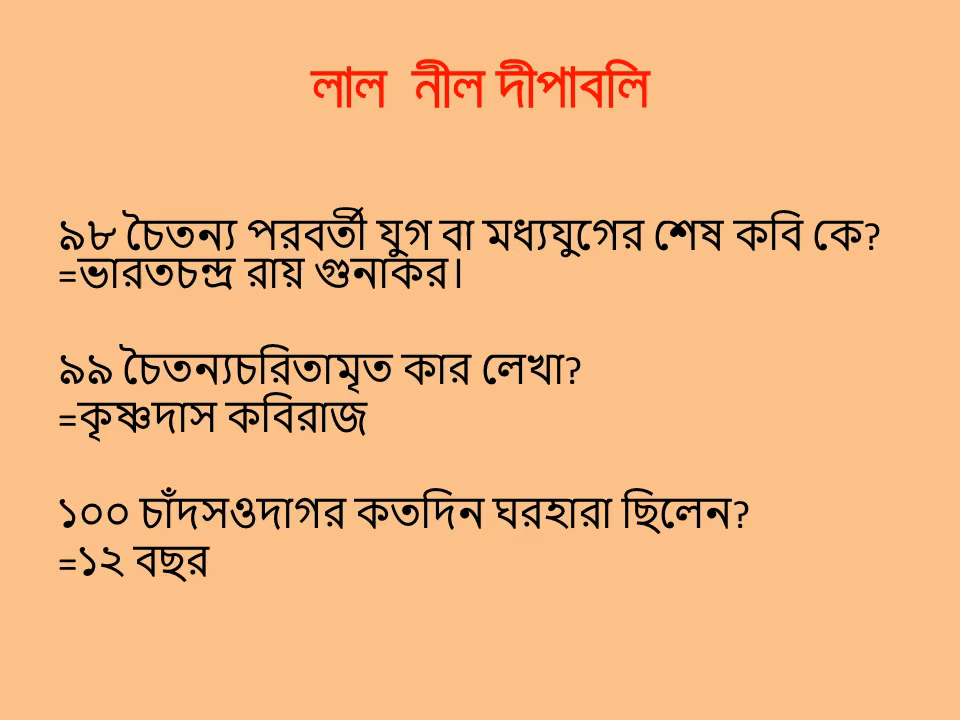 লাল নীল দীপাবলি
৯৮ চৈতন্য পরবর্তী যুগ বা মধ্যযুগের শেষ কবি কে?
=ভারতচন্দ্র রায় গুনাকর।
৯৯ চৈতন্যচরিতামৃত কার লেখা?
=কৃষ্ণদাস কবিরাজ
১০০ চাঁদসওদাগর কতদিন ঘরহারা ছিলেন?
=১২ বছর